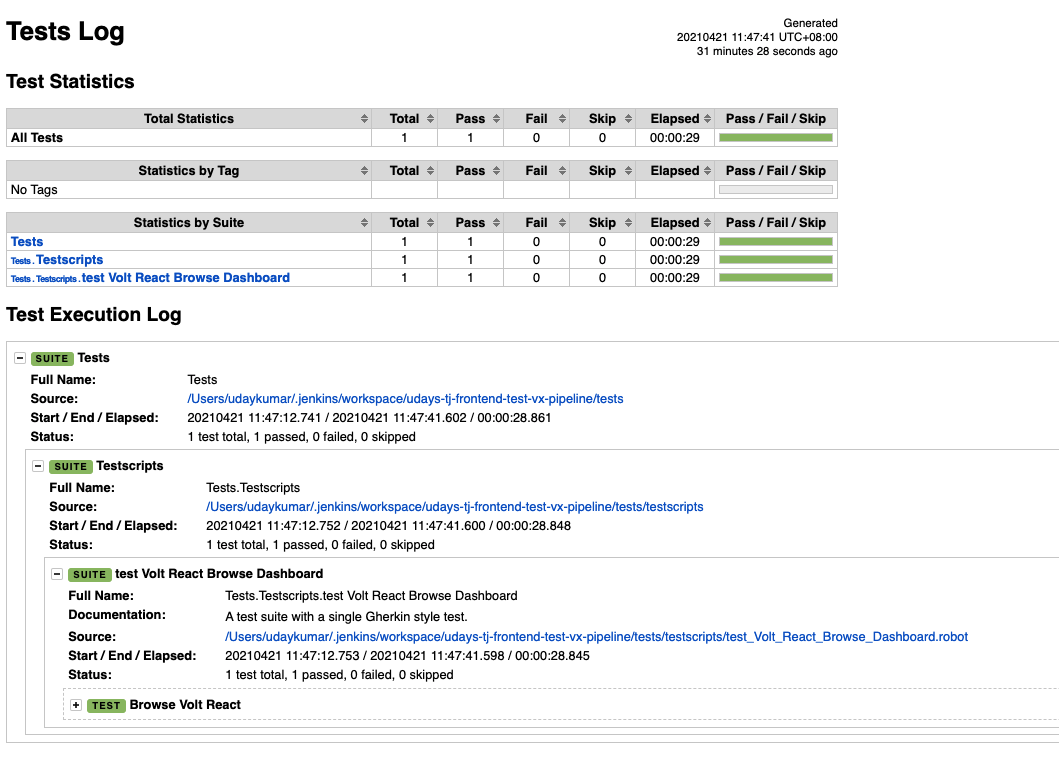 Tests Log
Generated
20210421 11:47:41 UTC+08:00
31 minutes 28 seconds ago
Test Statistics
Total Statistics Total Pass Fail Skip Elapsed Pass / Fail / Skip
All Tests 1 1 0 0 00:00:29
Statistics by Tag Total Pass Fail Skip Elapsed Pass / Fail / Skip
No Tags
Statistics by Suite Total Pass Fail Skip Elapsed Pass / Fail / Skip
Tests 1 1 0 0 00:00:29
Tests . Testscripts 1 1 0 0 00:00:29
Tests . Testscripts . test Volt React Browse Dashboard 1 1 0 0 00:00:29
Test Execution Log
− SUITE Tests
Full Name: Tests
Source: /Users/udaykumar/.jenkins/workspace/udays-tj-frontend-test-vx-pipeline/tests
Start / End / Elapsed: 20210421 11:47:12.741 / 20210421 11:47:41.602 / 00:00:28.861
Status: 1 test total, 1 passed, 0 failed, 0 skipped
− SUITE Testscripts
Full Name: Tests.Testscripts
Source: /Users/udaykumar/.jenkins/workspace/udays-tj-frontend-test-vx-pipeline/tests/testscripts
Start / End / Elapsed: 20210421 11:47:12.752 / 20210421 11:47:41.600 / 00:00:28.848
Status: 1 test total, 1 passed, 0 failed, 0 skipped
− SUITE test Volt React Browse Dashboard
Full Name: Tests.Testscripts.test Volt React Browse Dashboard
Documentation: A test suite with a single Gherkin style test.
Source: /Users/udaykumar/.jenkins/workspace/udays-tj-frontend-test-vx-pipeline/tests/testscripts/test_Volt_React_Browse_Dashboard.robot
Start / End / Elapsed: 20210421 11:47:12.753 / 20210421 11:47:41.598 / 00:00:28.845
Status: 1 test total, 1 passed, 0 failed, 0 skipped
+ TEST Browse Volt React